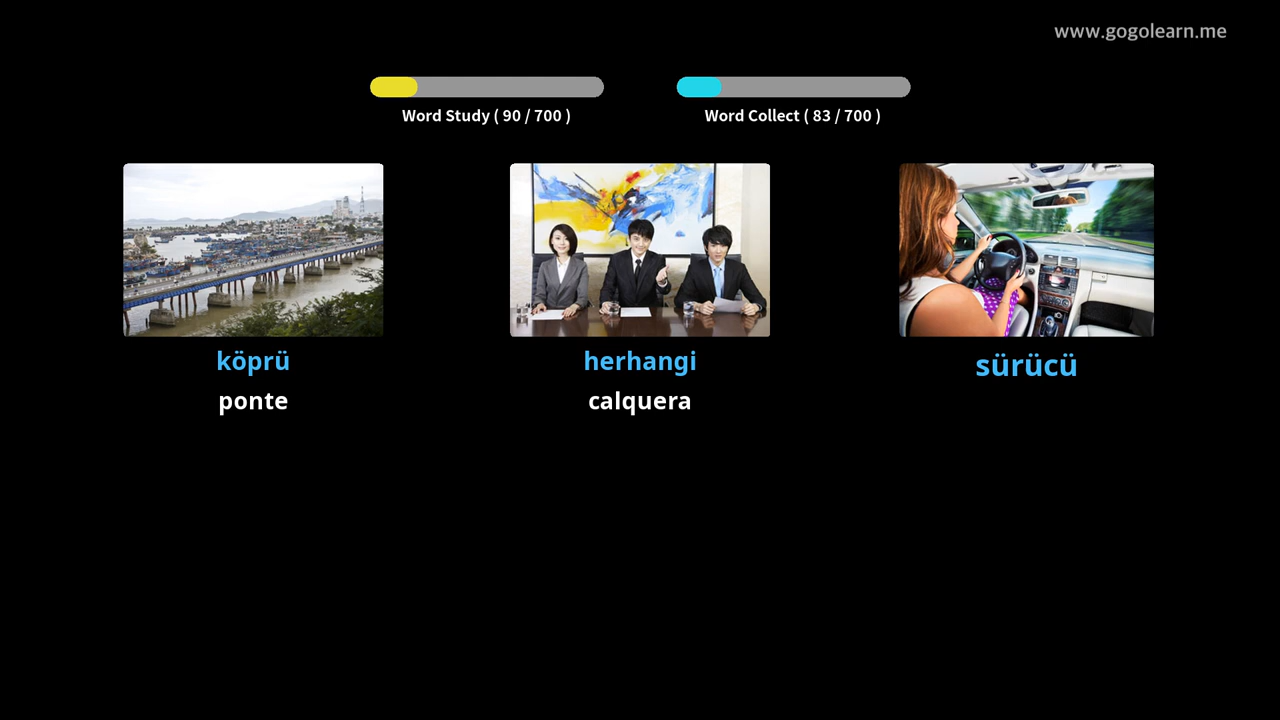 www.gogolearn.me
Word Study ( 90 / 700 )
Word Collect ( 83 / 700 )
köprü
ponte
herhangi
calquera
sürücü